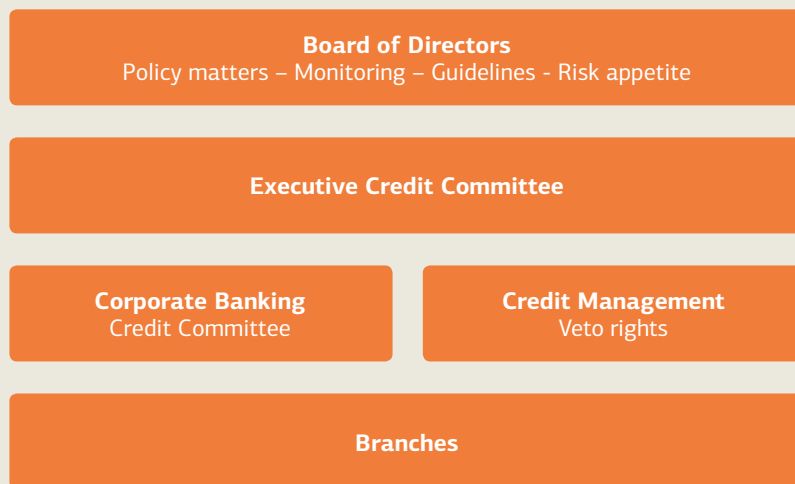 Board of Directors
Policy matters – Monitoring – Guidelines - Risk appetite
Executive Credit Committee
Corporate Banking
Credit Committee
Credit Management
Veto rights
Branches